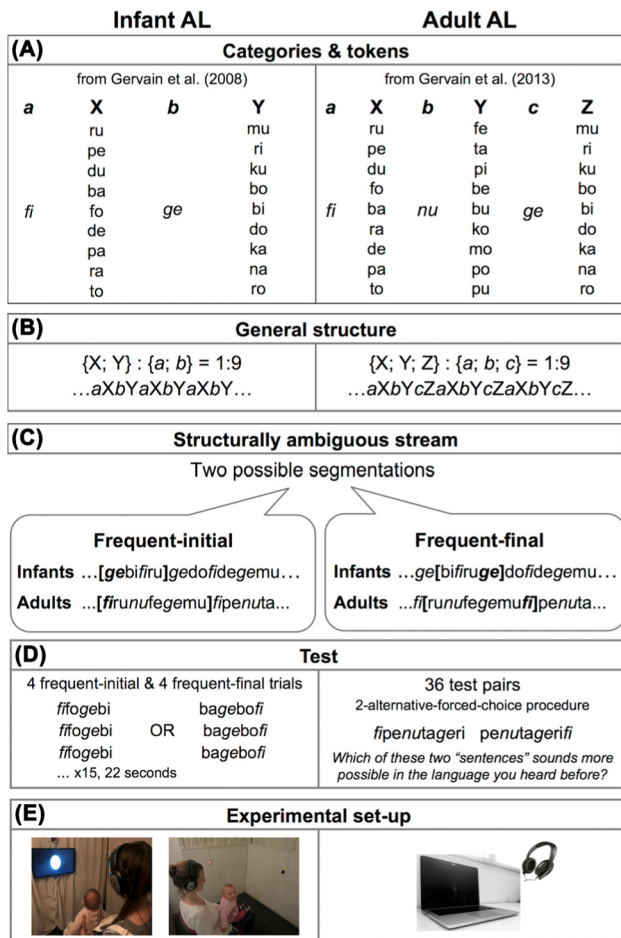 Infant AL Adult AL
(A) Categories & tokens
from Gervain et al. (2008) from Gervain et al. (2013)
a X b Y a X b Y c Z
ru mu ru fe mu
pe ri pe ta ri
du ku du pi ku
ba bo fo be bo
fi fo ge bi fi ba nu bu ge bi
de do ra ko do
pa ka de mo ka
ra na pa po na
to ro to pu ro
(B) General structure
{X; Y} : {a; b} = 1:9 {X; Y; Z} : {a; b; c} = 1:9
…aXbYaXbYaXbY… …aXbYcZaXbYcZaXbYcZ…
(C) Structurally ambiguous stream
Two possible segmentations
Frequent-initial Frequent-final
Infants …[gebifiru]gedofidegemu… Infants …ge[bifiruge]dofidegemu…
Adults …[firunufegemu]fipenuta... Adults …fi[runufegemufi]penuta...
(D) Test
4 frequent-initial & 4 frequent-final trials 36 test pairs
2-alternative-forced-choice procedure
fifogebi bagebofi
fifogebi OR bagebofi fipenutageri penutagerifi
fifogebi bagebofi
... x15, 22 seconds Which of these two “sentences” sounds more
possible in the language you heard before?
(E) Experimental set-up